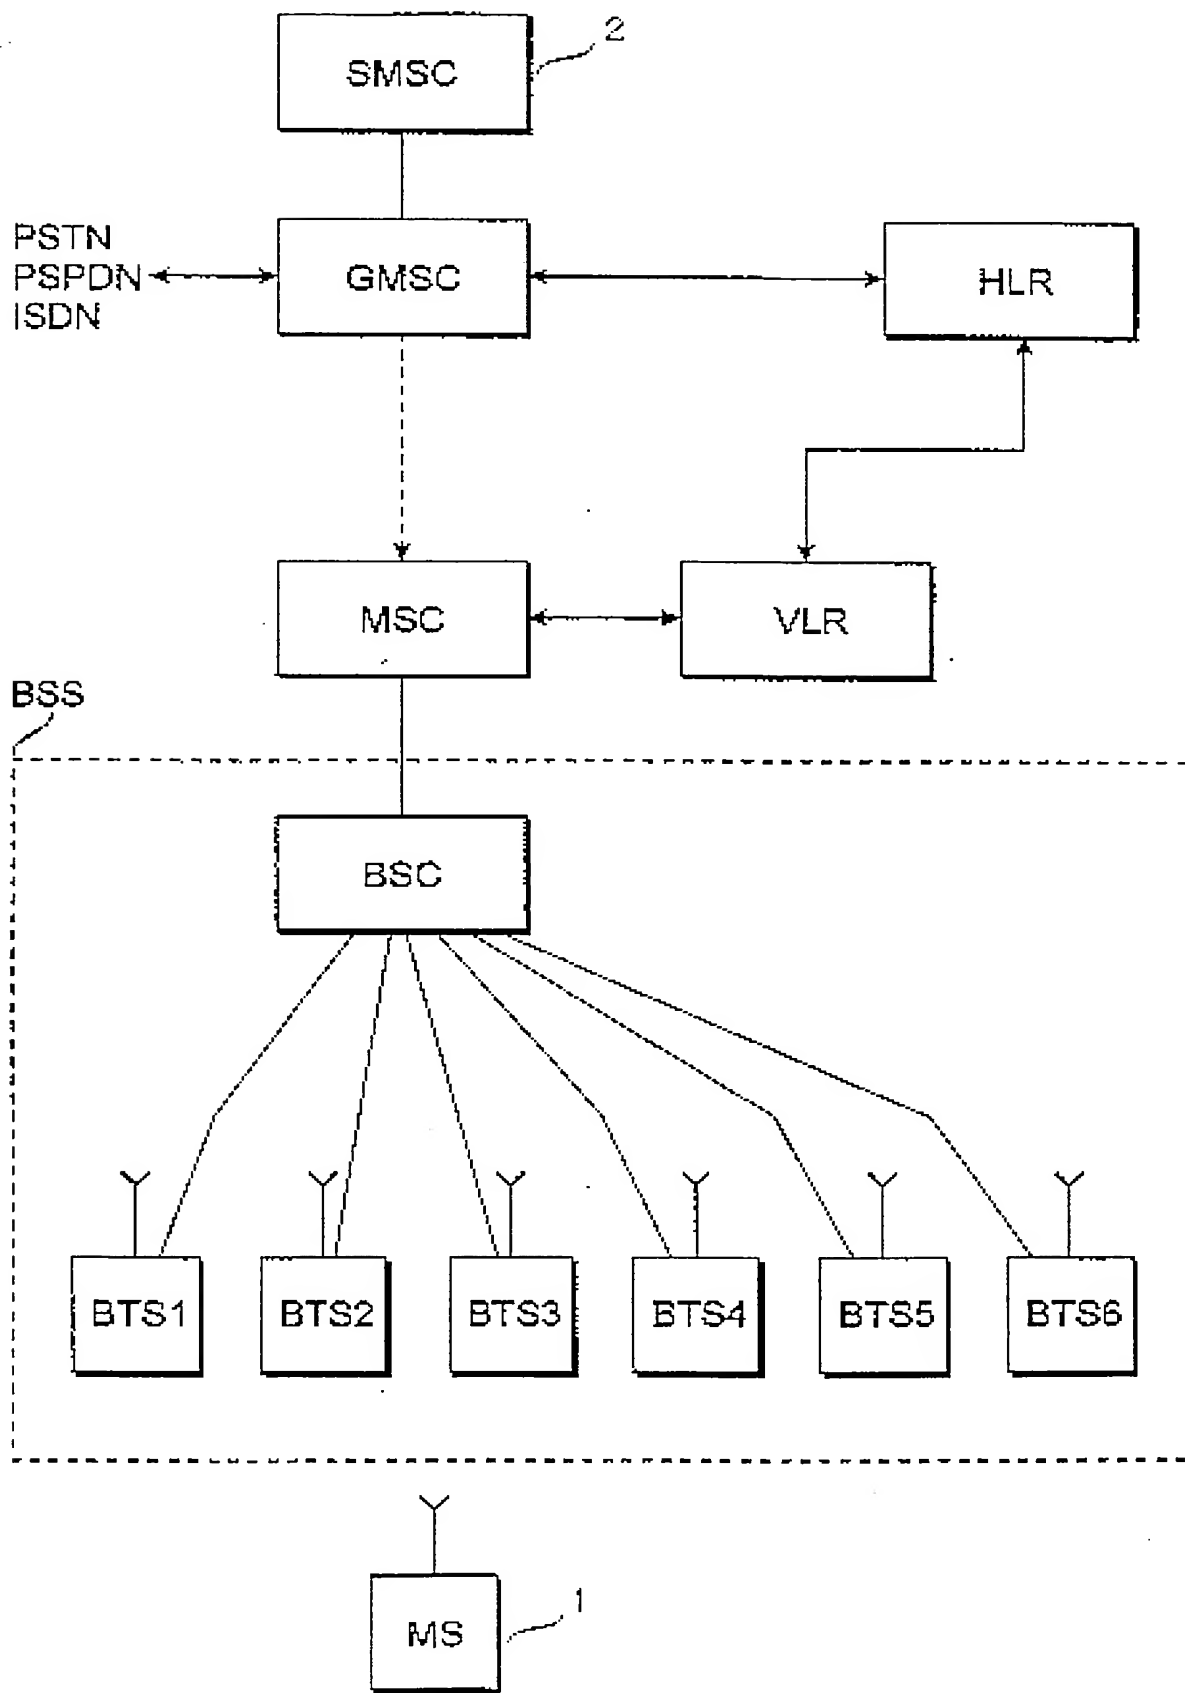 2
SMSC
PSTN
PSPDN
ISDN
GMSC
HLR
MSC
VLR
BSS
BSC
BTS1
BTS2
BTS3
BTS4
BTS5
BTS6
1
MS